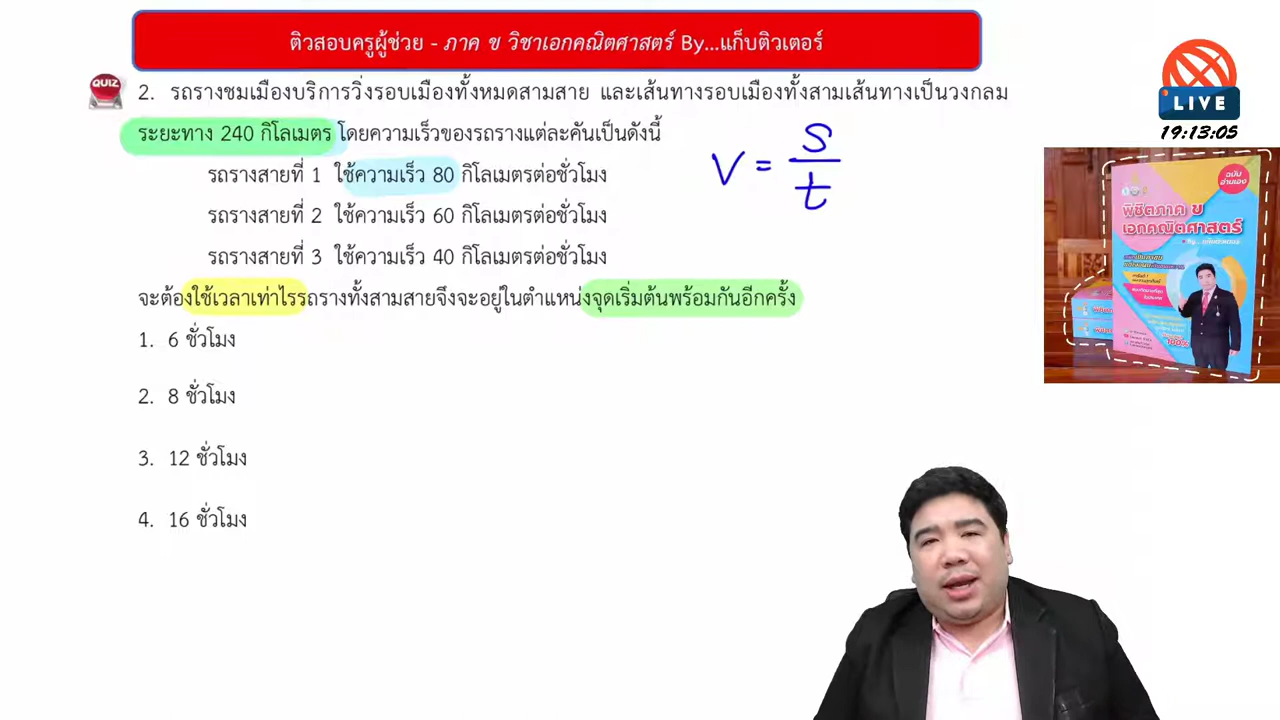 ติวสอบครูผู้ช่วย - ภาค ข วิชาเอกคณิตศาสตร์ By...แก็บติวเตอร์
QUIZ
2. รถรางชมเมืองบริการวิ่งรอบเมืองทั้งหมดสามสาย และเส้นทางรอบเมืองทั้งสามเส้นทางเป็นวงกลม
ระยะทาง 240 กิโลเมตร โดยความเร็วของรถรางแต่ละคันเป็นดังนี้
รถรางสายที่ 1 ใช้ความเร็ว 80 กิโลเมตรต่อชั่วโมง
รถรางสายที่ 2 ใช้ความเร็ว 60 กิโลเมตรต่อชั่วโมง
รถรางสายที่ 3 ใช้ความเร็ว 40 กิโลเมตรต่อชั่วโมง
จะต้องใช้เวลาเท่าไรรถรางทั้งสามสายจึงจะอยู่ในตำแหน่งจุดเริ่มต้นพร้อมกันอีกครั้ง
1. 6 ชั่วโมง
2. 8 ชั่วโมง
3. 12 ชั่วโมง
4. 16 ชั่วโมง
V = s/t
LIVE
19:13:05
ฉบับ
อ่านเอง
พิชิตภาค ข
เอกคณิตศาสตร์